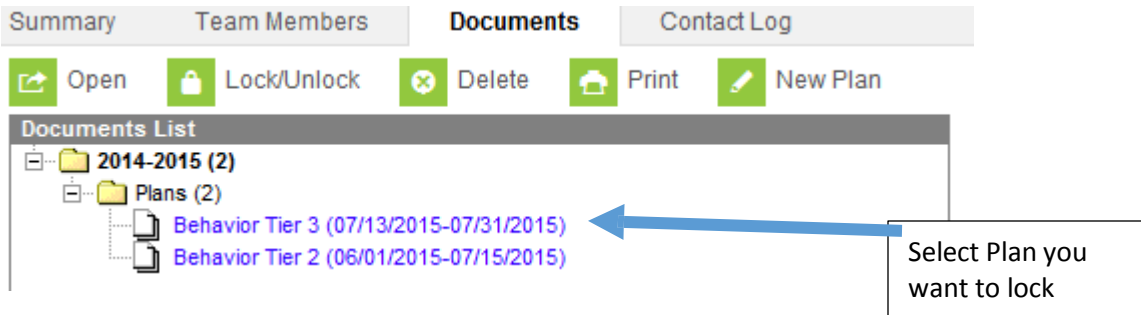 Summary Team Members Documents Contact Log
Open Lock/Unlock Delete Print New Plan
Documents List
2014-2015 (2)
Plans (2)
Behavior Tier 3 (07/13/2015-07/31/2015)
Behavior Tier 2 (06/01/2015-07/15/2015)
Select Plan you
want to lock